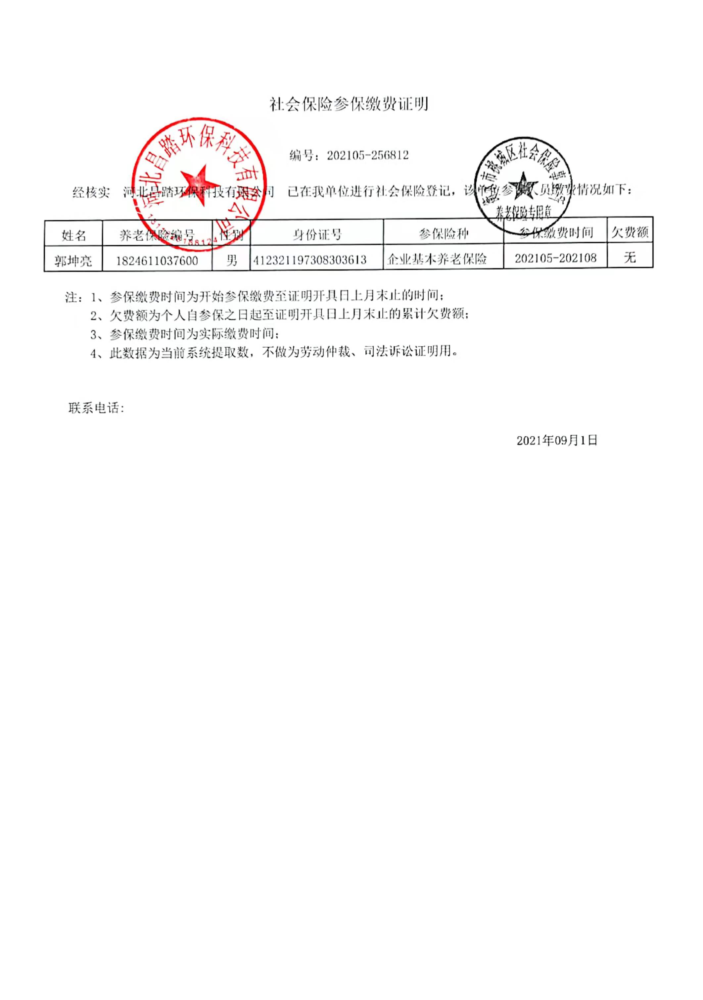 社会保险参保缴费证明
编号：202105-256812
经核实 河北昌踏环保科技有限公司 已在我单位进行社会保险登记，该单位参保人员缴费情况如下：
河北昌踏环保科技有限公司
市桃城区社会保险事
养老保险专用章
姓名 养老保险编号 性别 身份证号 参保险种 参保缴费时间 欠费额
郭坤亮 1824611037600 男 412321197308303613 企业基本养老保险 202105-202108 无
注：1、参保缴费时间为开始参保缴费至证明开具日上月末止的时间；
2、欠费额为个人自参保之日起至证明开具日上月末止的累计欠费额；
3、参保缴费时间为实际缴费时间；
4、此数据为当前系统提取数，不做为劳动仲裁、司法诉讼证明用。
联系电话：
2021年09月1日